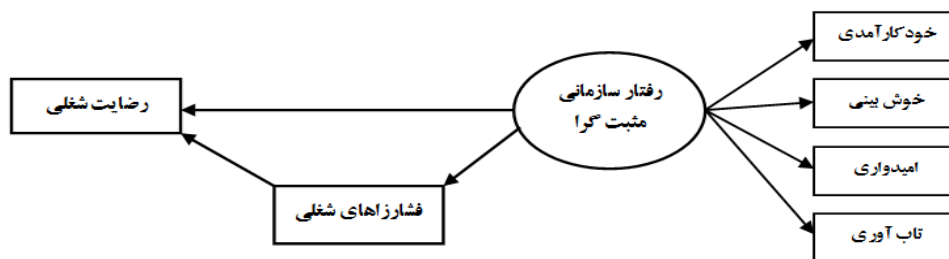 خودکارآمدی
رفتار سازمانی
مثبت گرا
خوش بینی
رضایت شغلی
امیدواری
فشارزاهای شغلی
تاب آوری